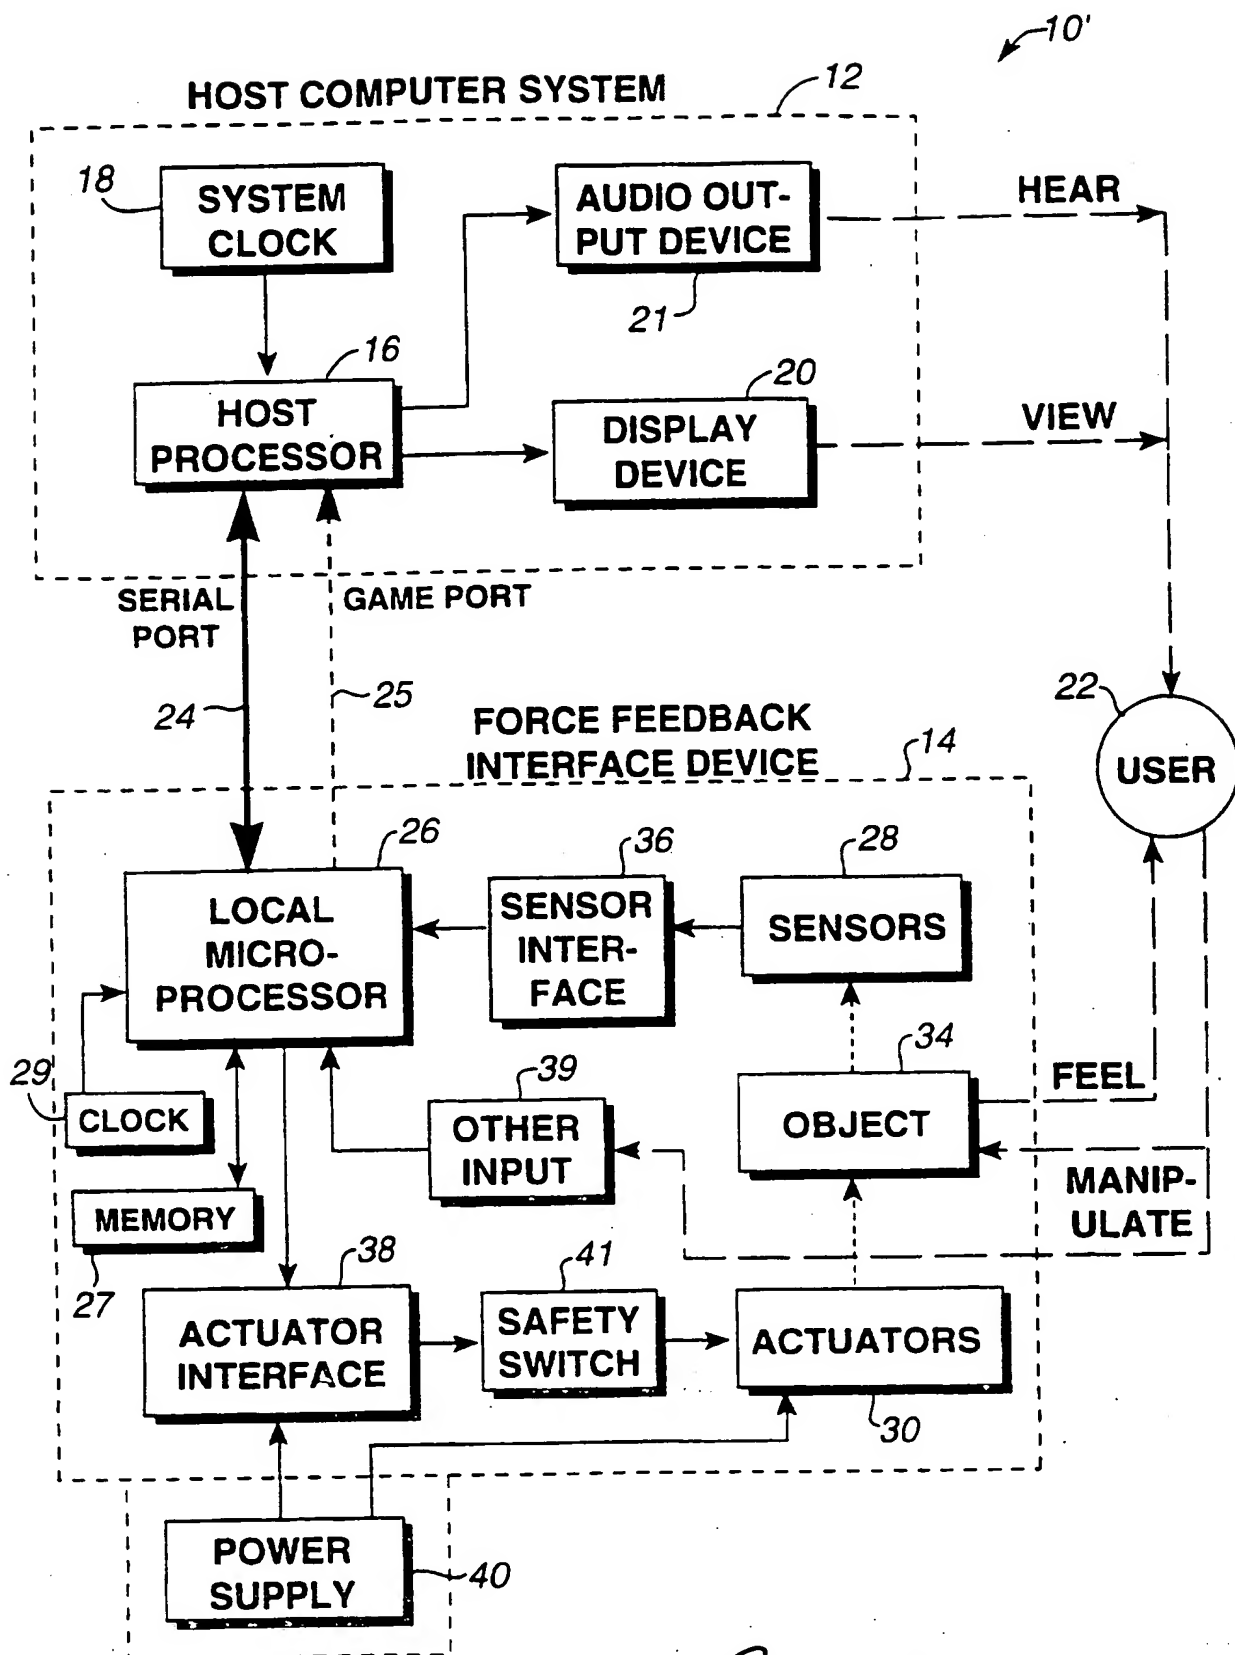 10'
HOST COMPUTER SYSTEM
12
18
SYSTEM
CLOCK
AUDIO OUT-
PUT DEVICE
21
HEAR
16
HOST
PROCESSOR
20
DISPLAY
DEVICE
VIEW
SERIAL
PORT
GAME PORT
24
25
22
USER
FORCE FEEDBACK
INTERFACE DEVICE
14
26
LOCAL
MICRO-
PROCESSOR
36
SENSOR
INTER-
FACE
28
SENSORS
29
CLOCK
39
OTHER
INPUT
34
OBJECT
FEEL
MANIP-
ULATE
MEMORY
27
38
ACTUATOR
INTERFACE
41
SAFETY
SWITCH
ACTUATORS
30
POWER
SUPPLY
40